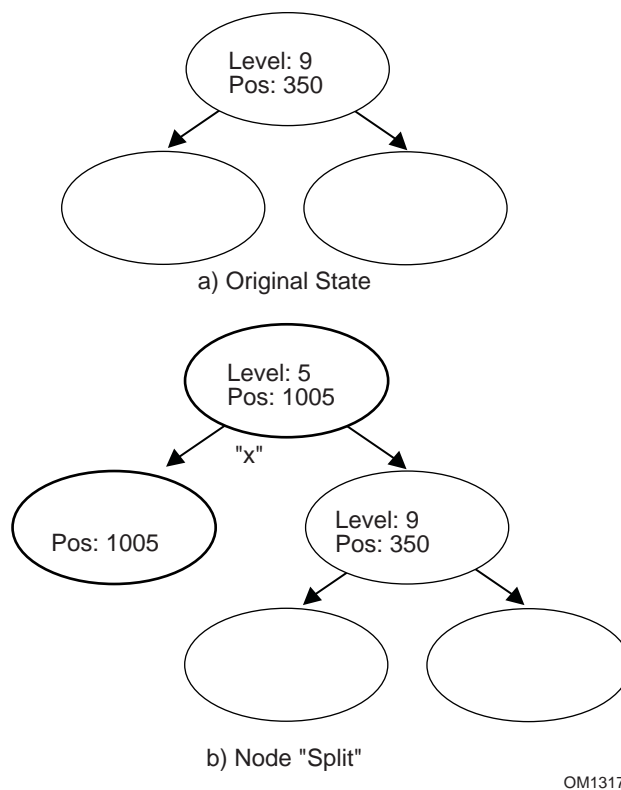 Level: 9
Pos: 350
a) Original State
Level: 5
Pos: 1005
"x"
Pos: 1005
Level: 9
Pos: 350
b) Node "Split"
OM1317